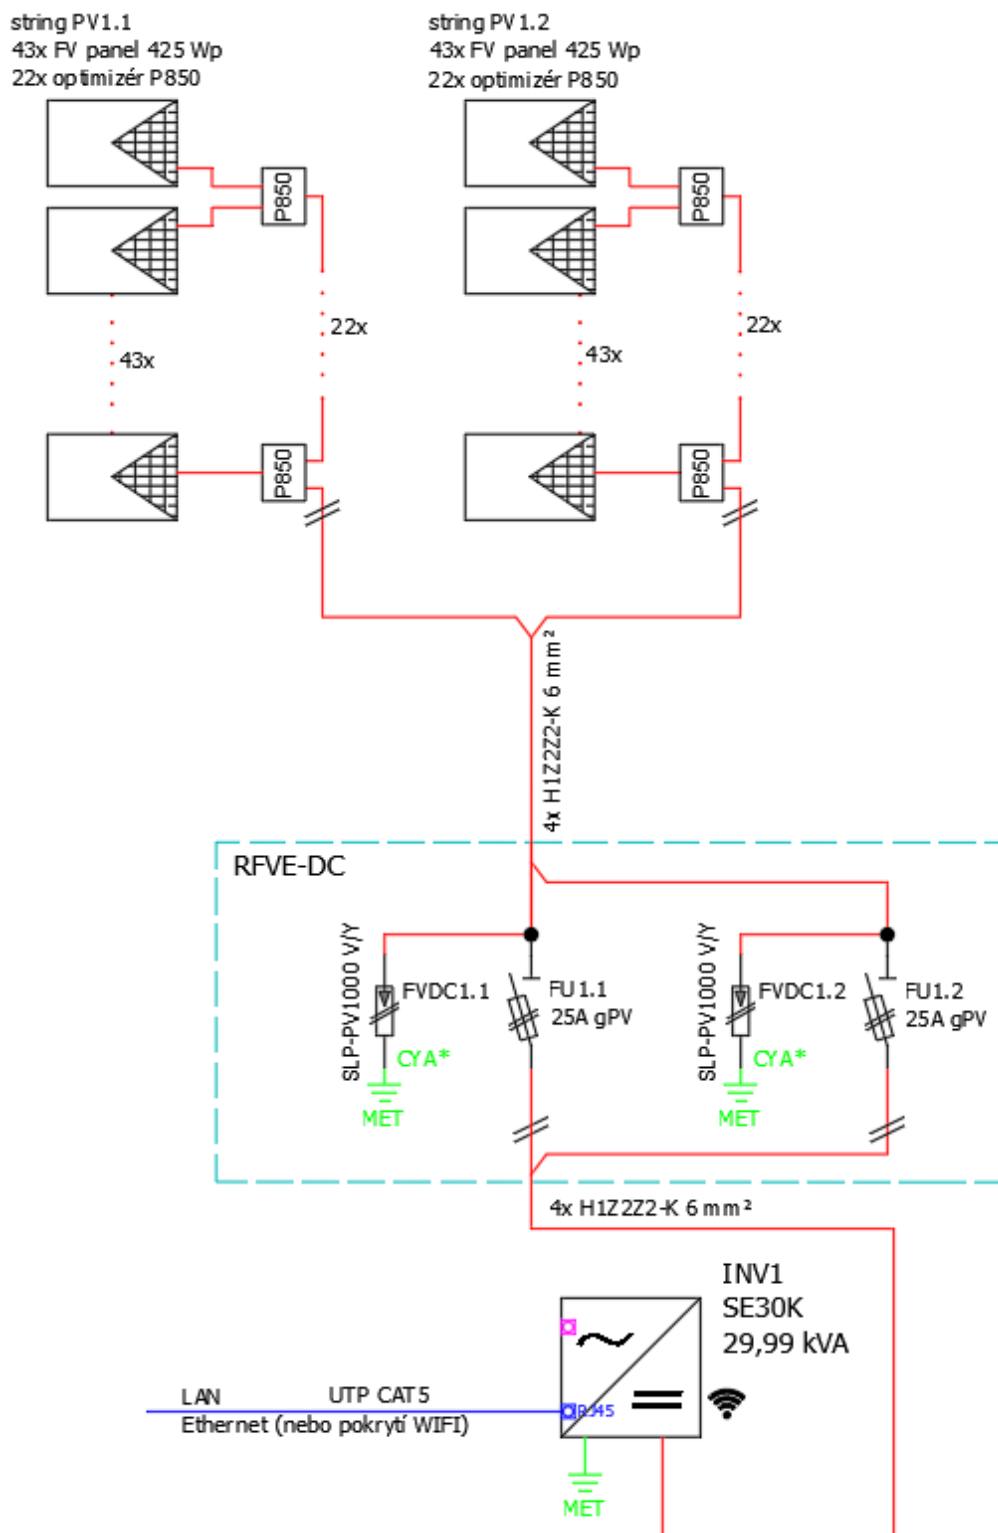 string PV1.1
43x FV panel 425 Wp
22x optimizér P850
string PV1.2
43x FV panel 425 Wp
22x optimizér P850
P850
P850
22x
22x
43x
43x
P850
P850
4x H1Z2Z2-K 6 mm²
RFVE-DC
SLP-PV1000 V/Y
FVDC1.1
FU1.1
25A gPV
CYA*
MET
SLP-PV1000 V/Y
FVDC1.2
FU1.2
25A gPV
CYA*
MET
4x H1Z2Z2-K 6 mm²
INV1
SE30K
29,99 kVA
LAN
UTP CAT5
RJ45
Ethernet (nebo pokrytí WIFI)
MET